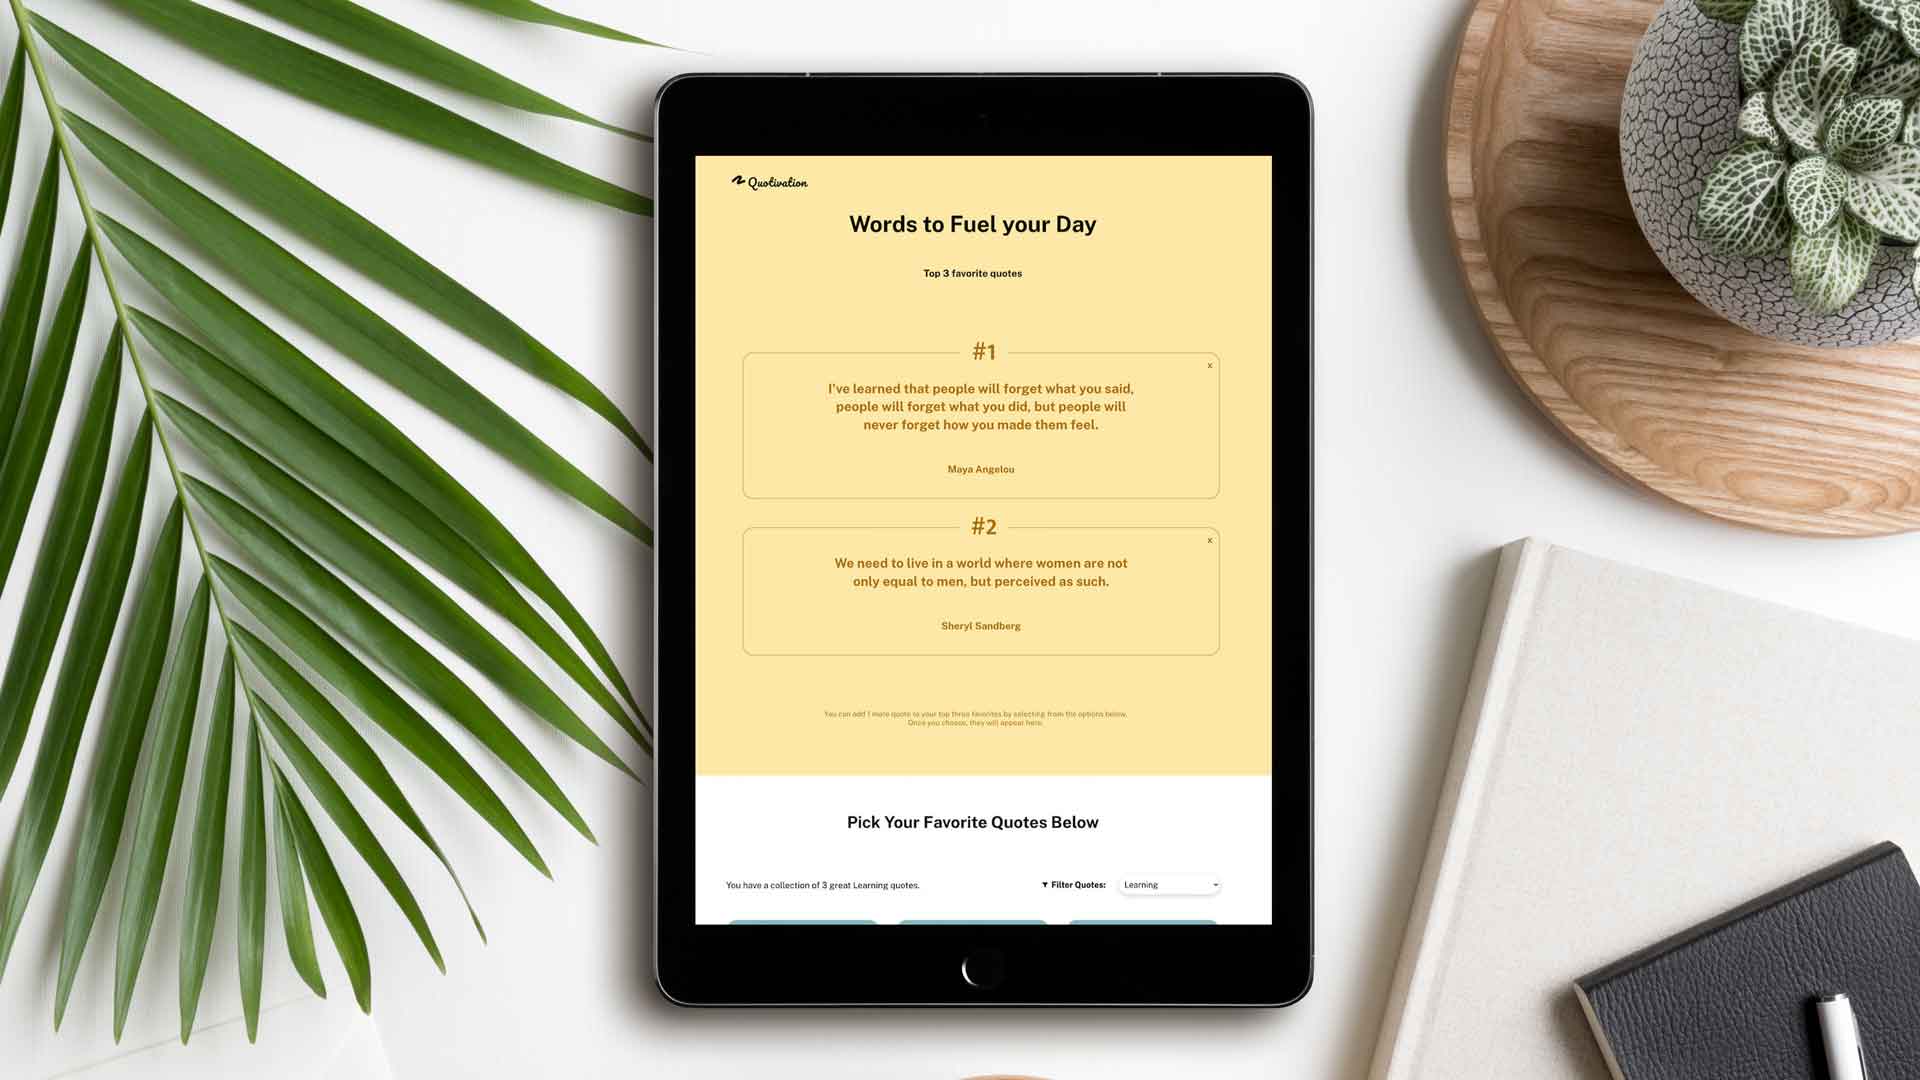 Quotivation
Words to Fuel your Day
Top 3 favorite quotes
#1
x
I've learned that people will forget what you said,
people will forget what you did, but people will
never forget how you made them feel.
Maya Angelou
#2
x
We need to live in a world where women are not
only equal to men, but perceived as such.
Sheryl Sandberg
You can add 1 more quote to your top three favorites by selecting from the options below.
Once you choose, they will appear here.
Pick Your Favorite Quotes Below
You have a collection of 3 great Learning quotes.
Filter Quotes: Learning